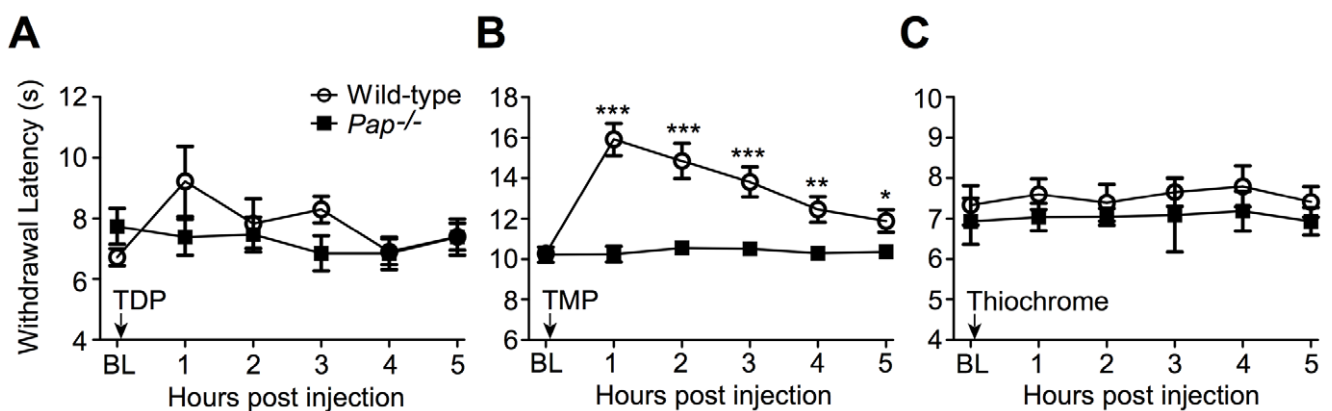 A
B
C
Withdrawal Latency (s)
12
10
8
6
4
Wild-type
Pap-/-
TDP
BL 1 2 3 4 5
Hours post injection
18
16
14
12
10
8
6
***
***
***
**
*
TMP
BL 1 2 3 4 5
Hours post injection
10
9
8
7
6
5
4
Thiochrome
BL 1 2 3 4 5
Hours post injection